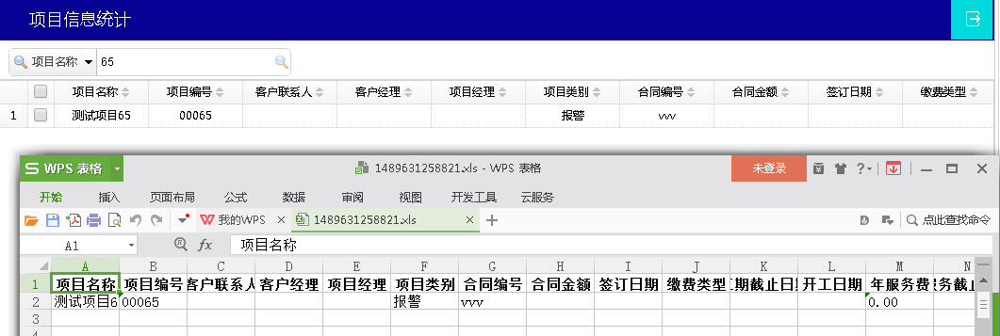 项目信息统计
项目名称 65
项目名称 项目编号 客户联系人 客户经理 项目经理 项目类别 合同编号 合同金额 签订日期 缴费类型
1 测试项目65 00065 报警 vvv
S WPS 表格 1489631258821.xls - WPS 表格 未登录
开始 插入 页面布局 公式 数据 审阅 视图 开发工具 云服务
我的WPS × 1489631258821.xls × + 点此查找命令
A1 fx 项目名称
A B C D E F G H I J K L M N
1 项目名称 项目编号 客户联系人 客户经理 项目经理 项目类别 合同编号 合同金额 签订日期 缴费类型 期截止日 开工日期 年服务费 务截止
2 测试项目6 00065 报警 vvv 0.00
3
4